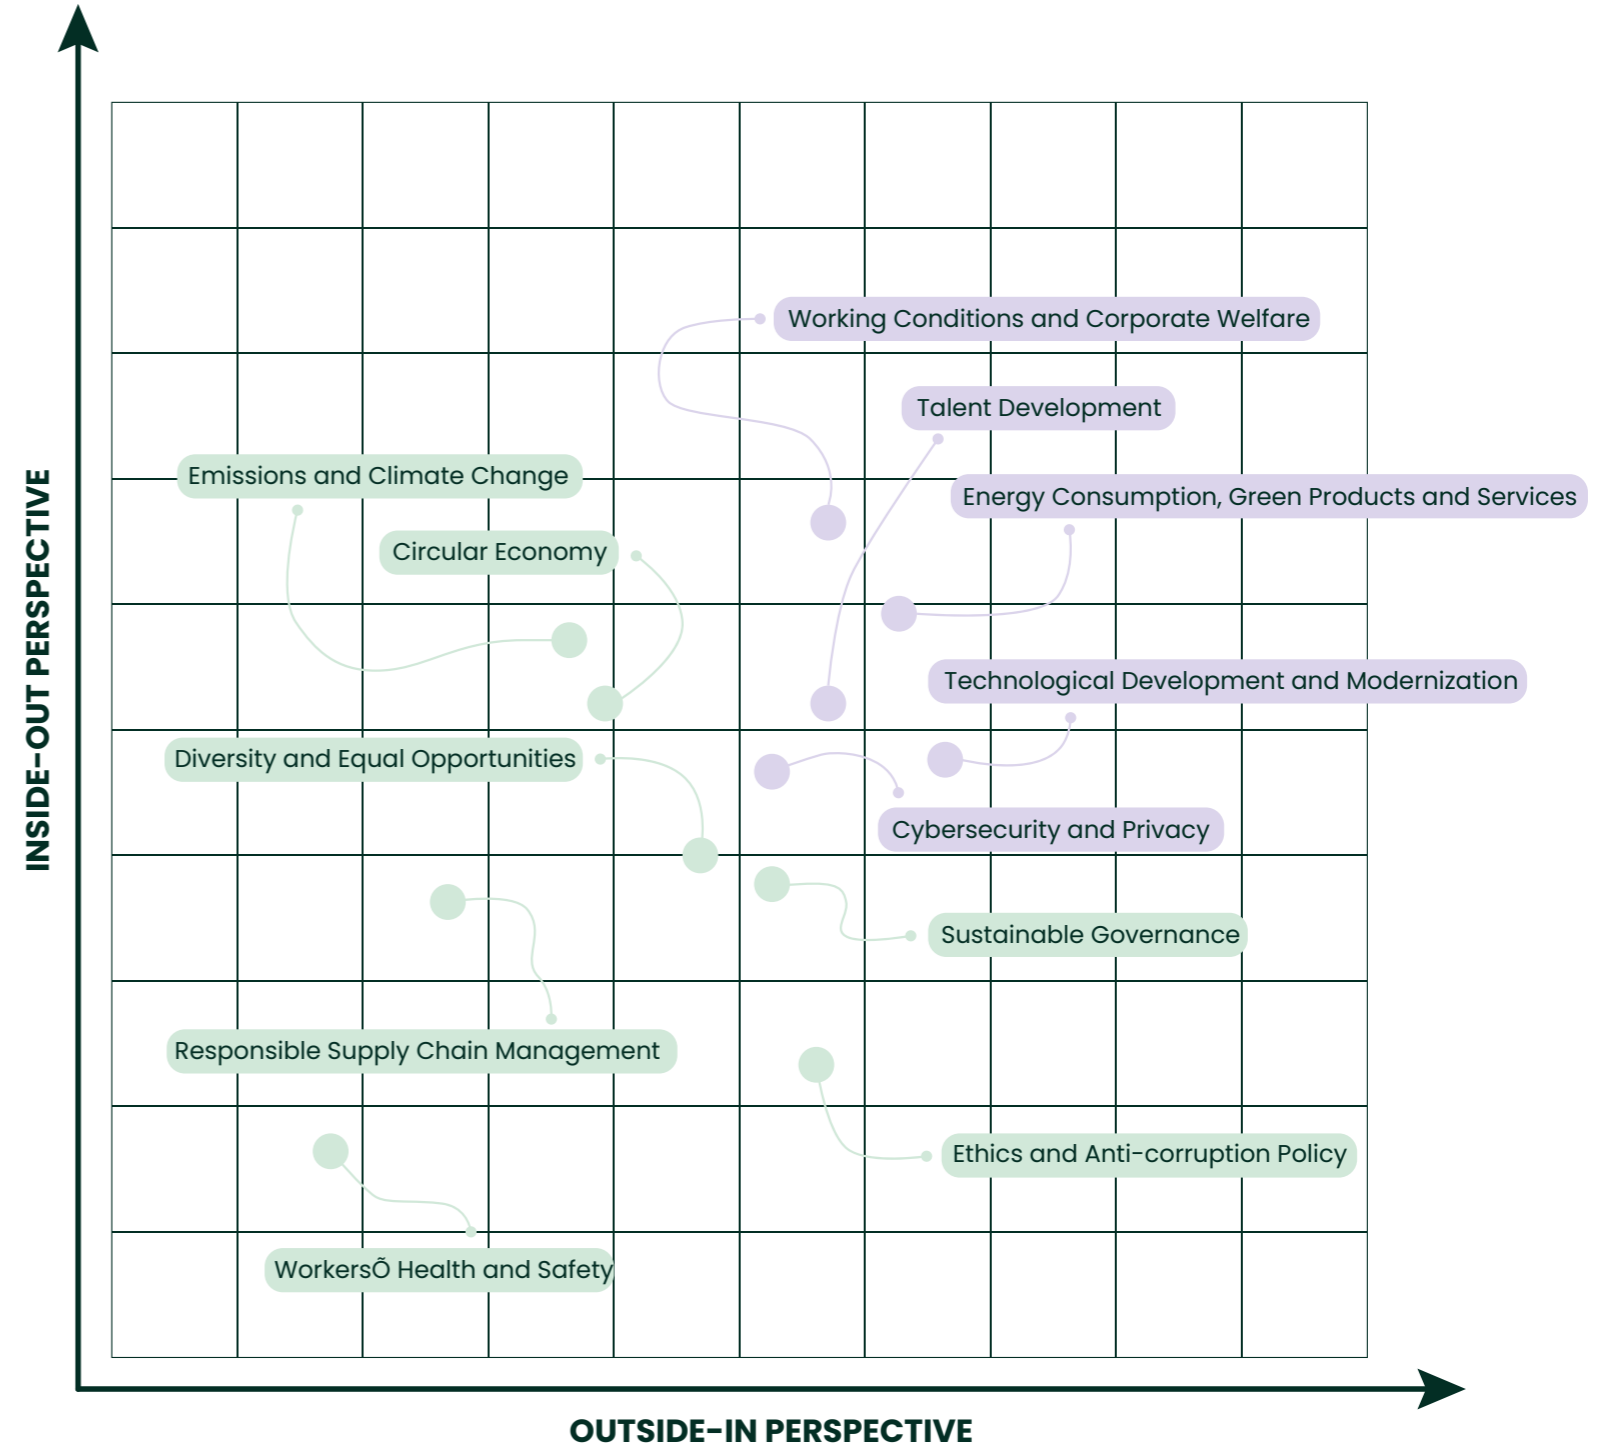 Working Conditions and Corporate Welfare
Talent Development
Emissions and Climate Change
Energy Consumption, Green Products and Services
Circular Economy
INSIDE-OUT PERSPECTIVE
Technological Development and Modernization
Diversity and Equal Opportunities
Cybersecurity and Privacy
Sustainable Governance
Responsible Supply Chain Management
Ethics and Anti-corruption Policy
WorkersÕ Health and Safety
OUTSIDE-IN PERSPECTIVE